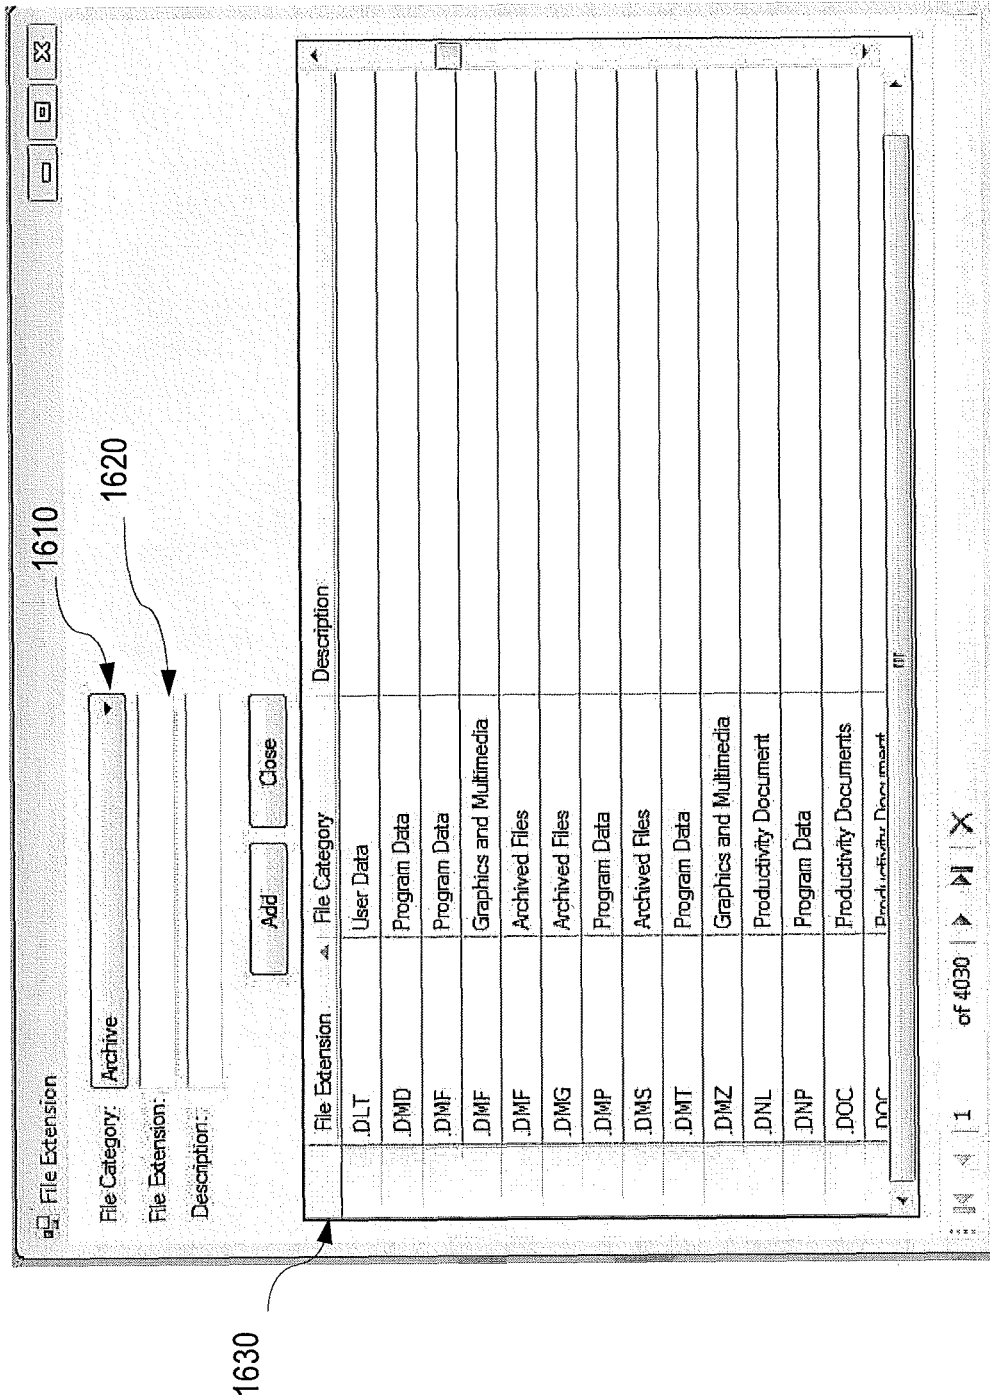 File Extension
1610
1620
File Category: Archive
File Extension:
Description:
Add Close
1630
File Extension File Category Description
.DLT User Data
.DMD Program Data
.DMF Program Data
.DMF Graphics and Multimedia
.DMF Archived Files
.DMG Archived Files
.DMP Program Data
.DMS Archived Files
.DMT Program Data
.DMZ Graphics and Multimedia
.DNL Productivity Document
.DNP Program Data
.DOC Productivity Documents
.DOC Productivity Document
1 of 4030